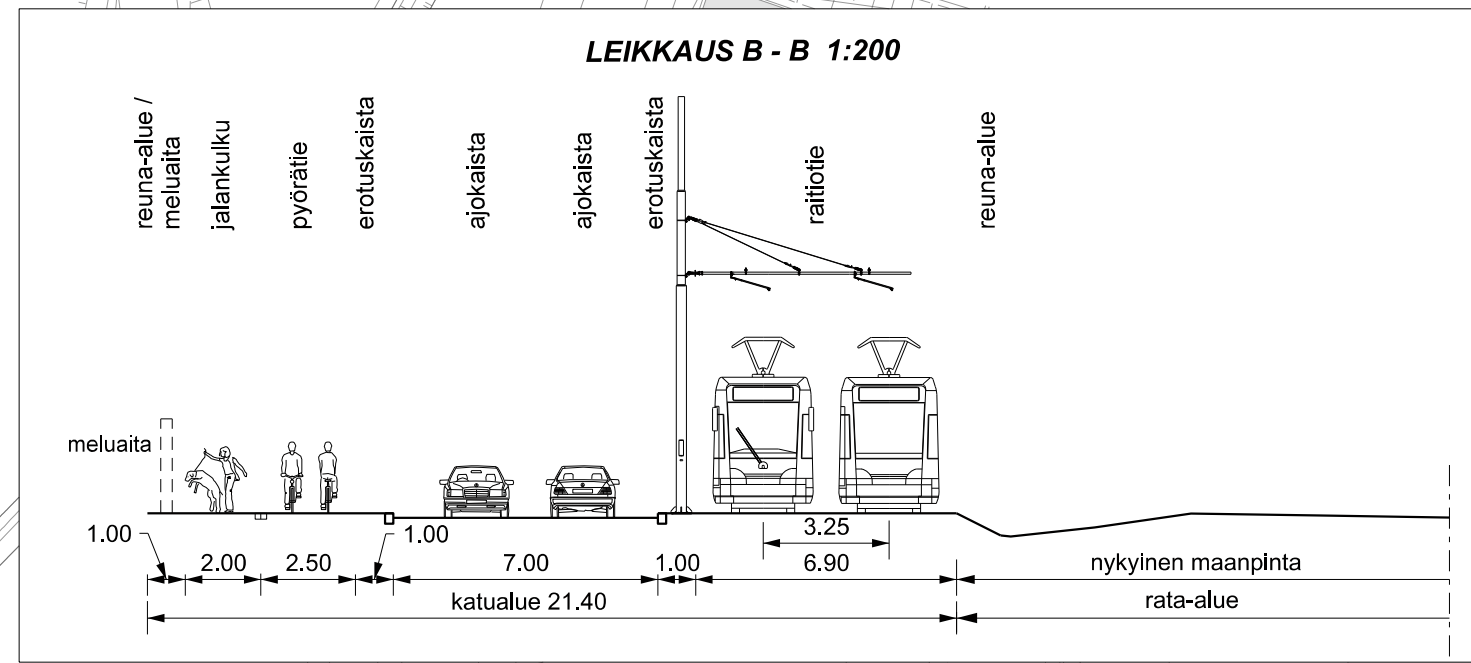 LEIKKAUS B - B 1:200
reuna-alue /
meluaita
jalankulku
pyörätie
erotuskaista
ajokaista
ajokaista
erotuskaista
raitiotie
reuna-alue
meluaita
1.00
2.00
2.50
1.00
7.00
1.00
3.25
6.90
nykyinen maanpinta
katualue 21.40
rata-alue